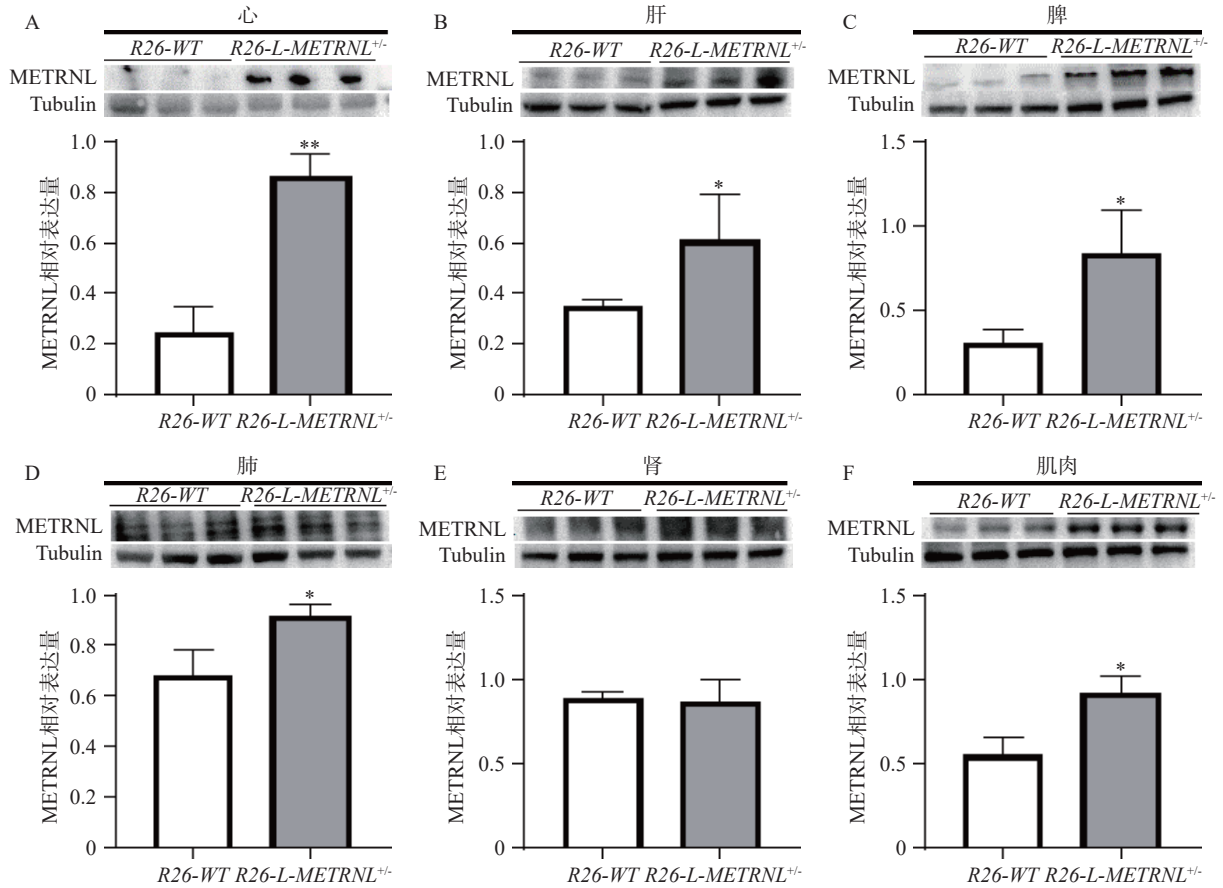 A
心
R26-WT R26-L-METRNL+/-
METRNL
Tubulin
METRNL相对表达量
1.0
0.8
0.6
0.4
0.2
0
**
R26-WT R26-L-METRNL+/-
B
肝
R26-WT R26-L-METRNL+/-
METRNL
Tubulin
METRNL相对表达量
1.0
0.8
0.6
0.4
0.2
0
*
R26-WT R26-L-METRNL+/-
C
脾
R26-WT R26-L-METRNL+/-
METRNL
Tubulin
METRNL相对表达量
1.5
1.0
0.5
0
*
R26-WT R26-L-METRNL+/-
D
肺
R26-WT R26-L-METRNL+/-
METRNL
Tubulin
METRNL相对表达量
1.0
0.8
0.6
0.4
0.2
0
*
R26-WT R26-L-METRNL+/-
E
肾
R26-WT R26-L-METRNL+/-
METRNL
Tubulin
METRNL相对表达量
1.5
1.0
0.5
0
R26-WT R26-L-METRNL+/-
F
肌肉
R26-WT R26-L-METRNL+/-
METRNL
Tubulin
METRNL相对表达量
1.5
1.0
0.5
0
*
R26-WT R26-L-METRNL+/-